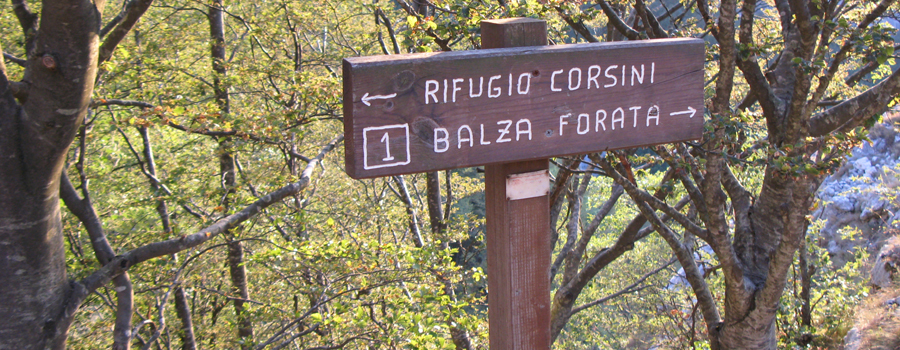 ← RIFUGIO CORSINI
1 BALZA FORATA →